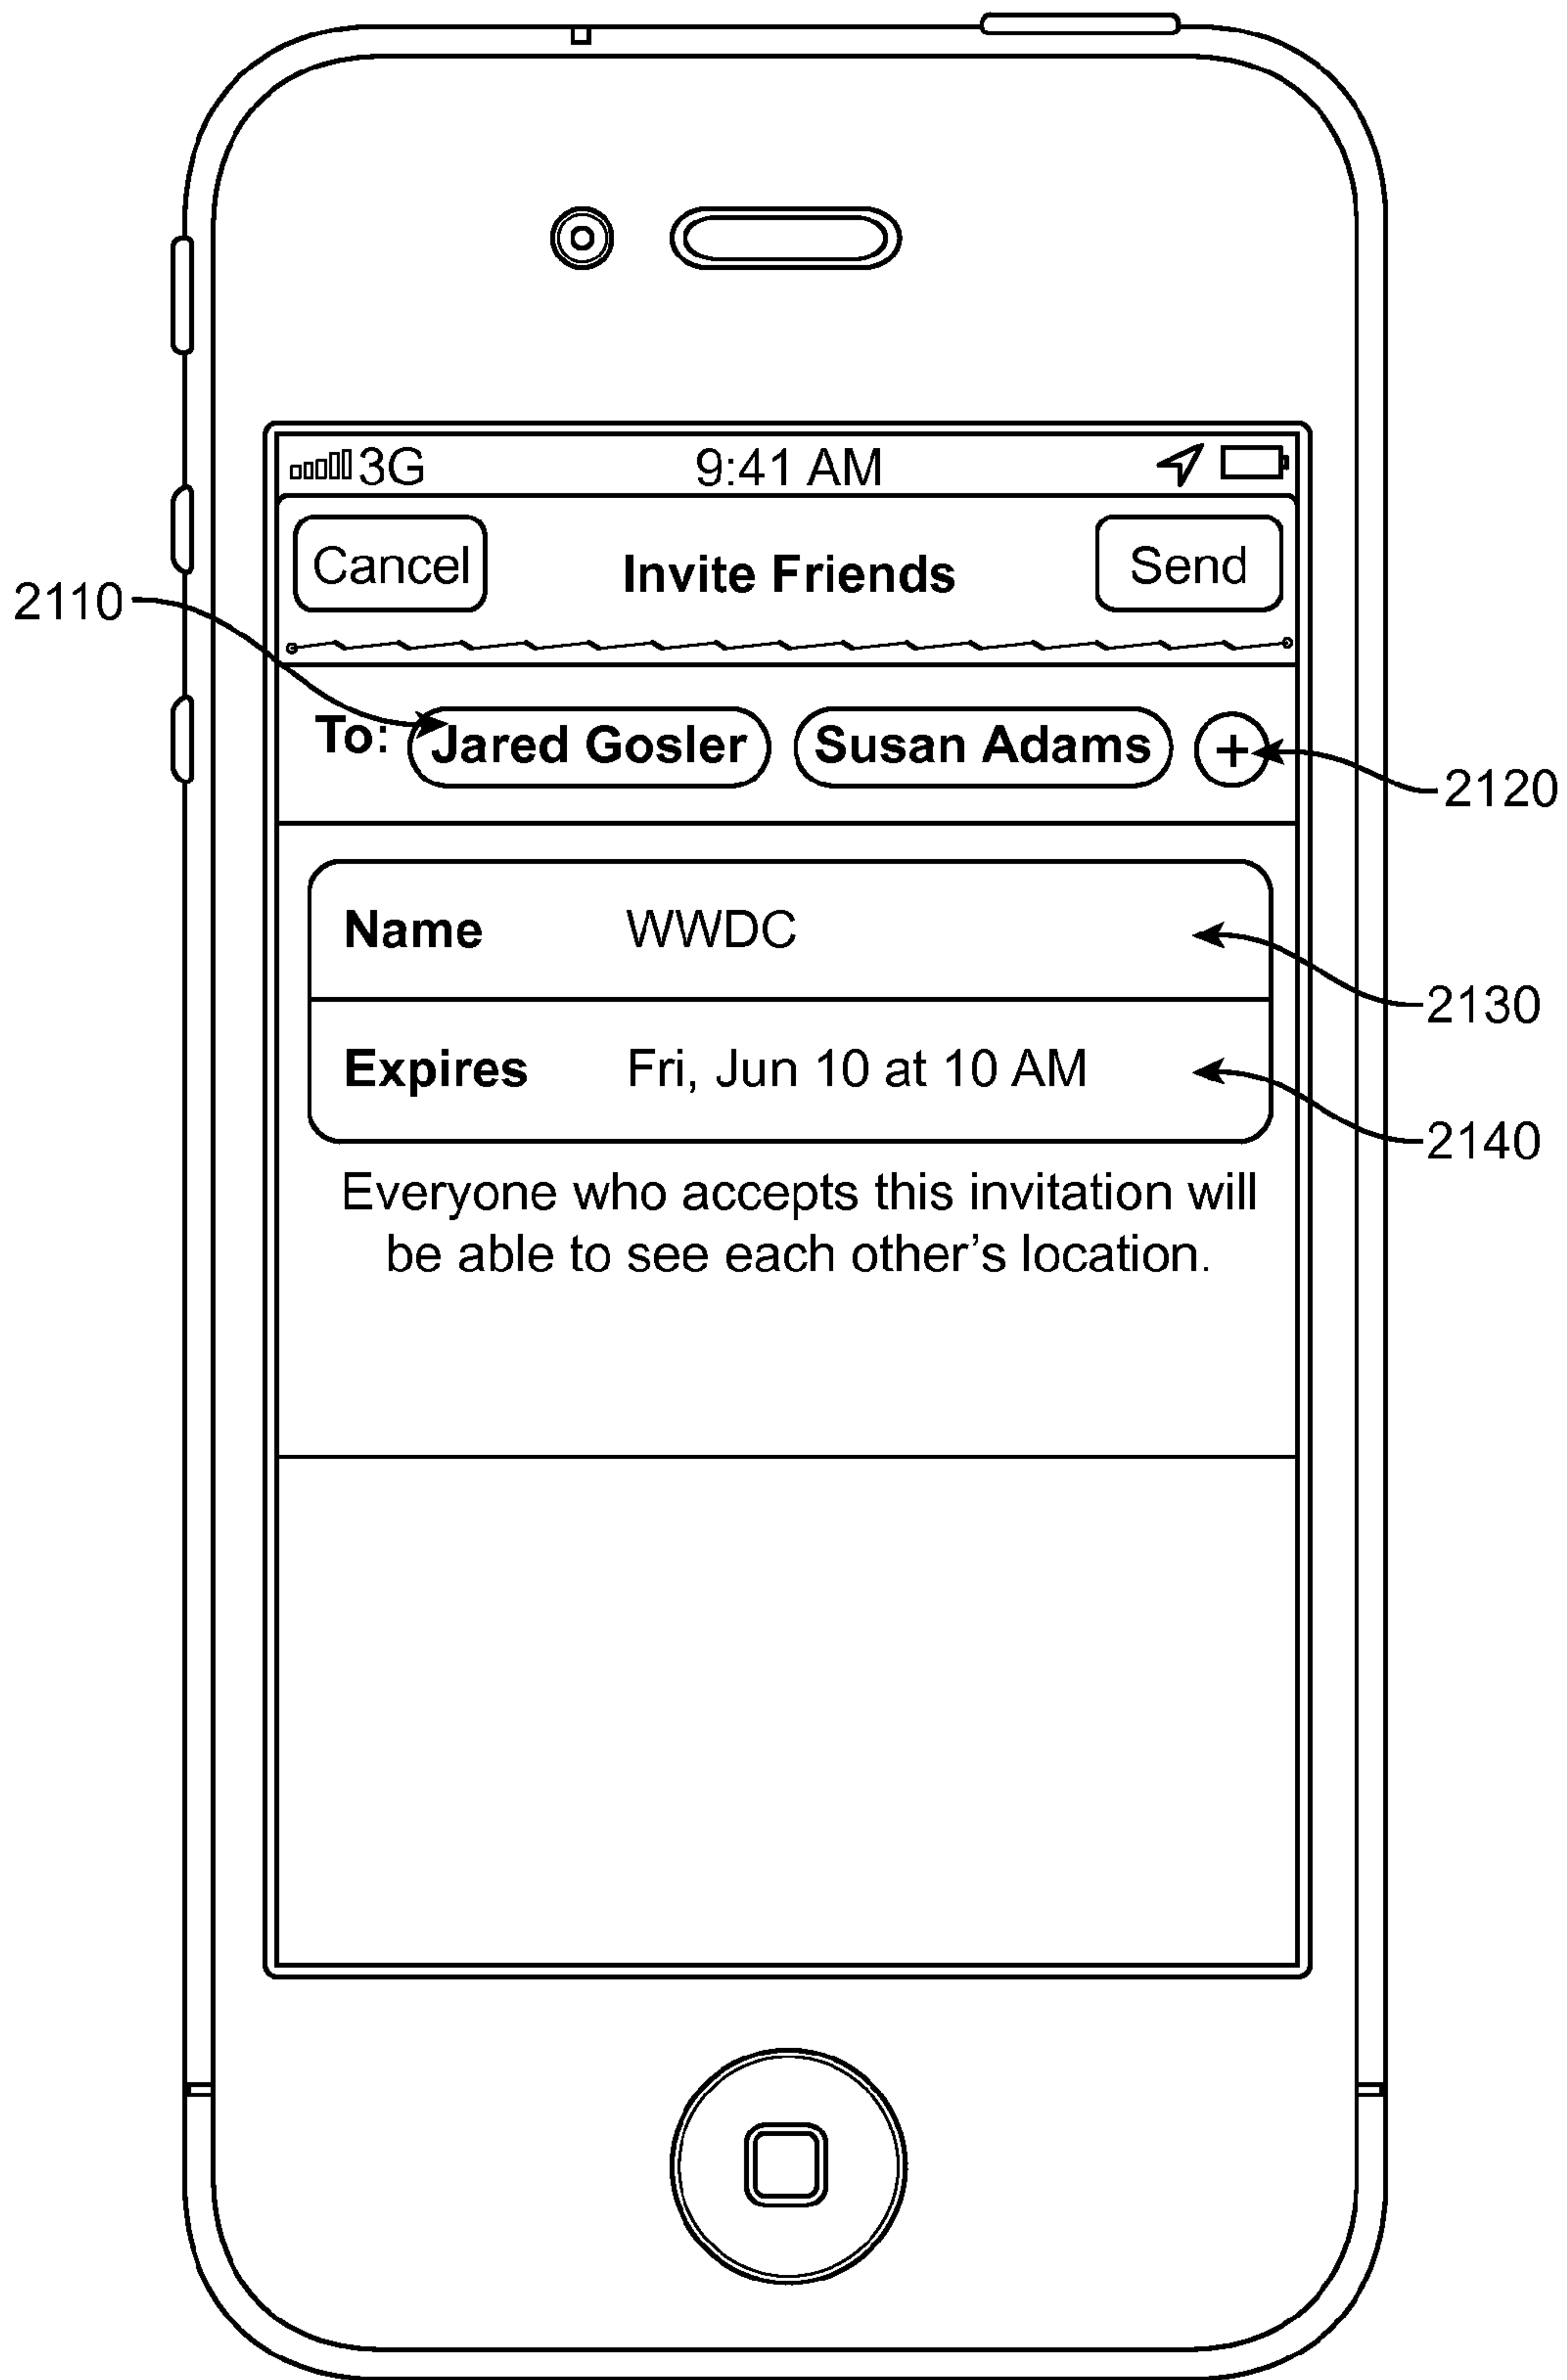 3G 9:41 AM
Cancel Invite Friends Send
2110
To: Jared Gosler Susan Adams +
2120
Name WWDC
2130
Expires Fri, Jun 10 at 10 AM
2140
Everyone who accepts this invitation will
be able to see each other's location.